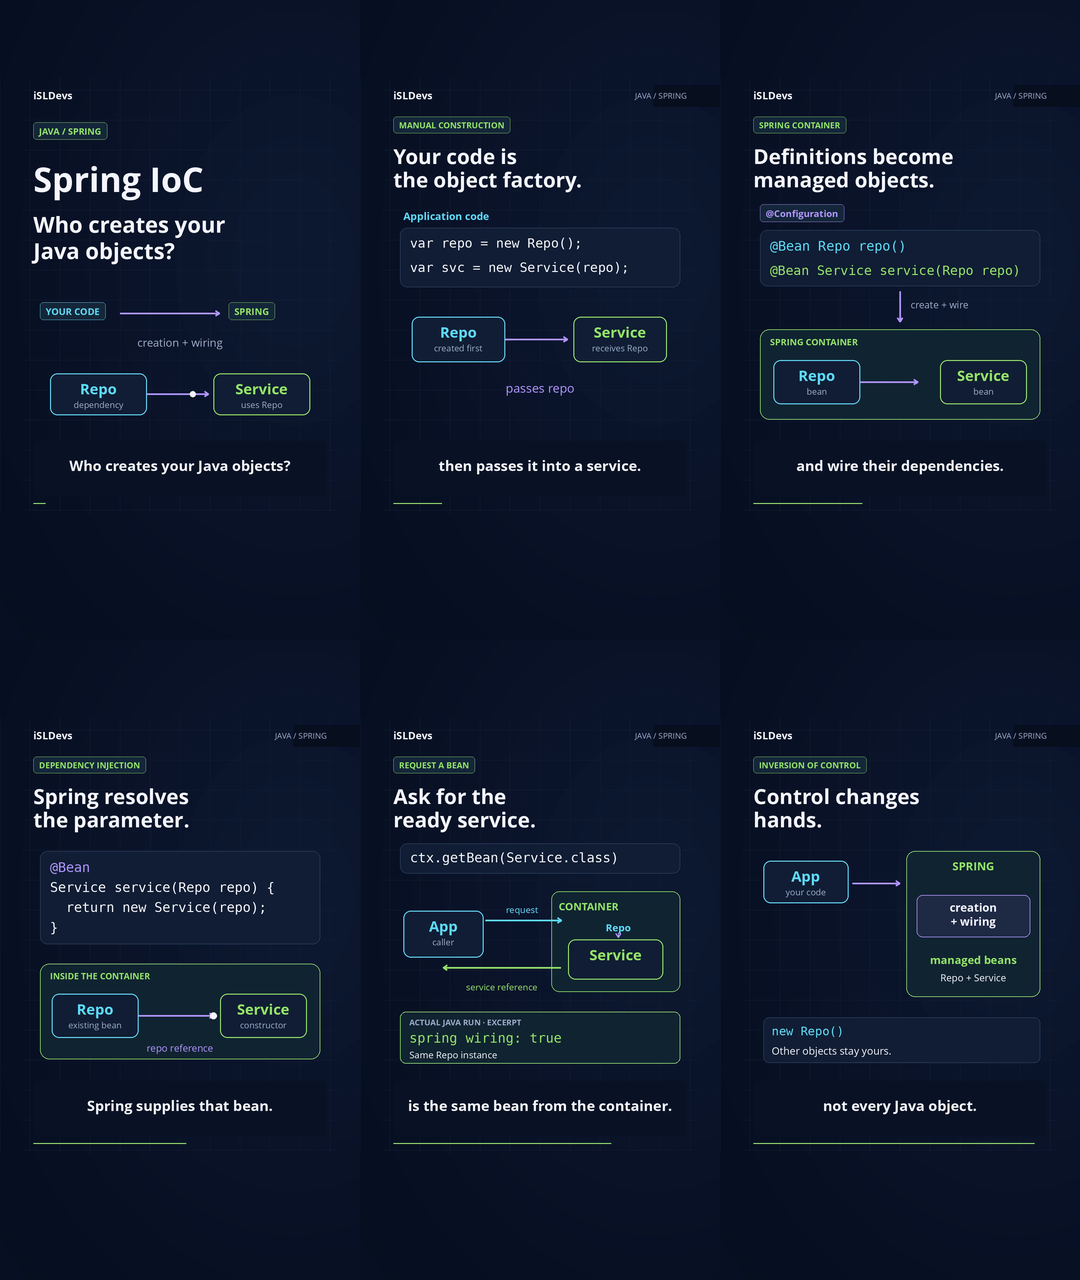 iSLDevs
JAVA / SPRING
Spring IoC
Who creates your
Java objects?
YOUR CODE
SPRING
creation + wiring
Repo
dependency
Service
uses Repo
Who creates your Java objects?
iSLDevs
JAVA / SPRING
MANUAL CONSTRUCTION
Your code is
the object factory.
Application code
var repo = new Repo();
var svc = new Service(repo);
Repo
created first
Service
receives Repo
passes repo
then passes it into a service.
iSLDevs
JAVA / SPRING
SPRING CONTAINER
Definitions become
managed objects.
@Configuration
@Bean Repo repo()
@Bean Service service(Repo repo)
create + wire
SPRING CONTAINER
Repo
bean
Service
bean
and wire their dependencies.
iSLDevs
JAVA / SPRING
DEPENDENCY INJECTION
Spring resolves
the parameter.
@Bean
Service service(Repo repo) {
return new Service(repo);
}
INSIDE THE CONTAINER
Repo
existing bean
Service
constructor
repo reference
Spring supplies that bean.
iSLDevs
JAVA / SPRING
REQUEST A BEAN
Ask for the
ready service.
ctx.getBean(Service.class)
App
caller
request
CONTAINER
Repo
Service
service reference
ACTUAL JAVA RUN · EXCERPT
spring wiring: true
Same Repo instance
is the same bean from the container.
iSLDevs
JAVA / SPRING
INVERSION OF CONTROL
Control changes
hands.
App
your code
SPRING
creation
+ wiring
managed beans
Repo + Service
new Repo()
Other objects stay yours.
not every Java object.